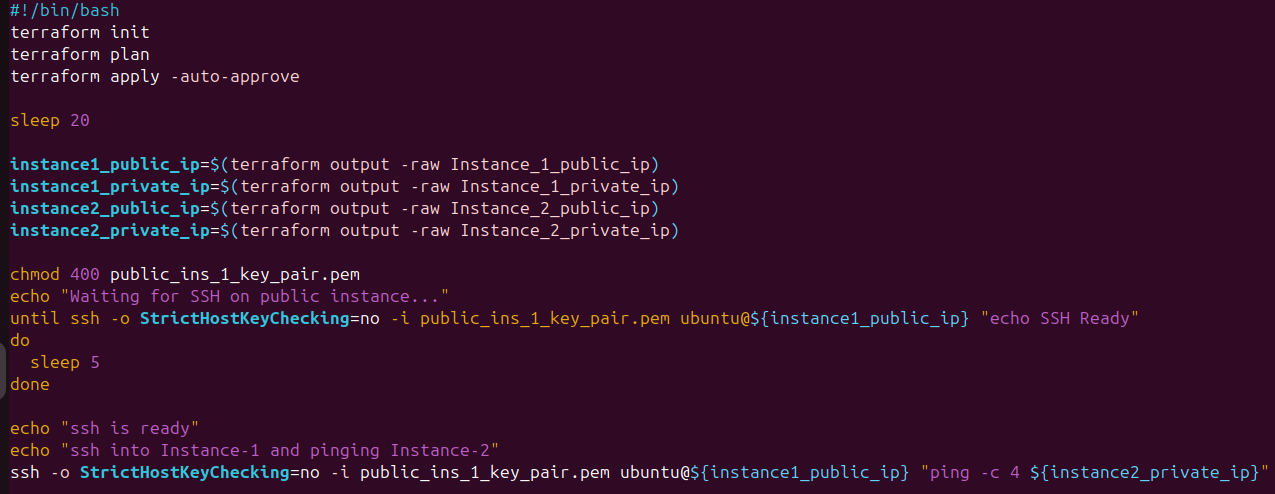 #!/bin/bash
terraform init
terraform plan
terraform apply -auto-approve
sleep 20
instance1_public_ip=$(terraform output -raw Instance_1_public_ip)
instance1_private_ip=$(terraform output -raw Instance_1_private_ip)
instance2_public_ip=$(terraform output -raw Instance_2_public_ip)
instance2_private_ip=$(terraform output -raw Instance_2_private_ip)
chmod 400 public_ins_1_key_pair.pem
echo "Waiting for SSH on public instance..."
until ssh -o StrictHostKeyChecking=no -i public_ins_1_key_pair.pem ubuntu@${instance1_public_ip} "echo SSH Ready"
do
  sleep 5
done
echo "ssh is ready"
echo "ssh into Instance-1 and pinging Instance-2"
ssh -o StrictHostKeyChecking=no -i public_ins_1_key_pair.pem ubuntu@${instance1_public_ip} "ping -c 4 ${instance2_private_ip}"